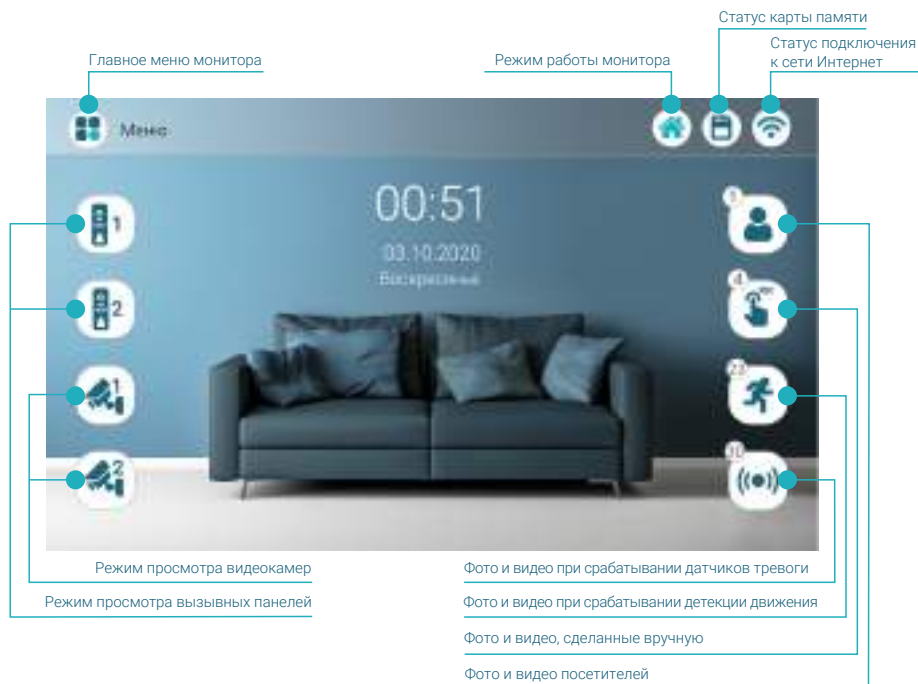 Статус карты памяти
Статус подключения
к сети Интернет
Главное меню монитора
Режим работы монитора
Меню
00:51
03.10.2020
Воскресенье
1
2
1
2
4
23
Режим просмотра видеокамер
Режим просмотра вызывных панелей
Фото и видео при срабатывании датчиков тревоги
Фото и видео при срабатывании детекции движения
Фото и видео, сделанные вручную
Фото и видео посетителей